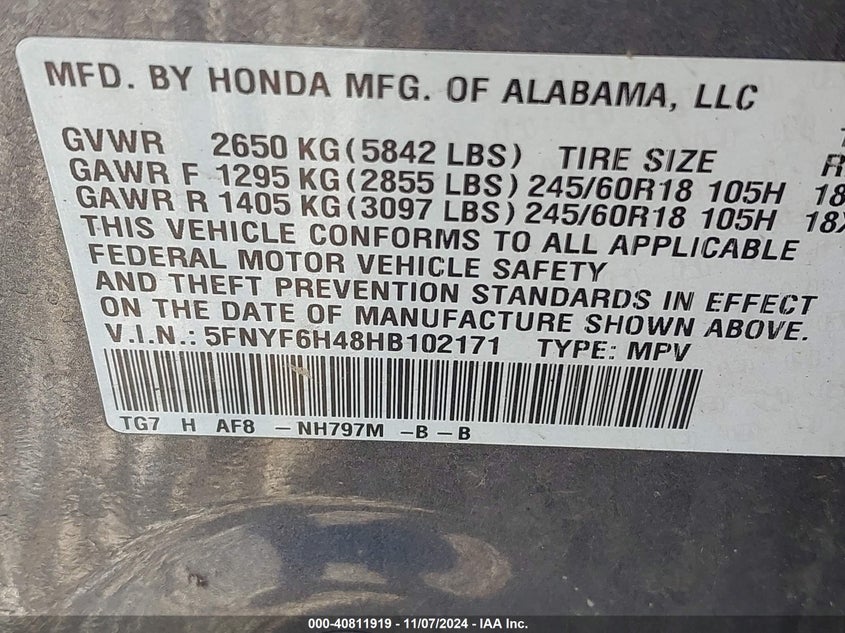 MFD. BY HONDA MFG. OF ALABAMA, LLC
GVWR 2650 KG (5842 LBS) TIRE SIZE
GAWR F 1295 KG (2855 LBS) 245/60R18 105H 18
GAWR R 1405 KG (3097 LBS) 245/60R18 105H 18X
THIS VEHICLE CONFORMS TO ALL APPLICABLE
FEDERAL MOTOR VEHICLE SAFETY
AND THEFT PREVENTION STANDARDS IN EFFECT
ON THE DATE OF MANUFACTURE SHOWN ABOVE.
V.I.N.: 5FNYF6H48HB102171 TYPE: MPV
TG7 H AF8 -NH797M -B -B
000-40811919 - 11/07/2024 - IAA Inc.